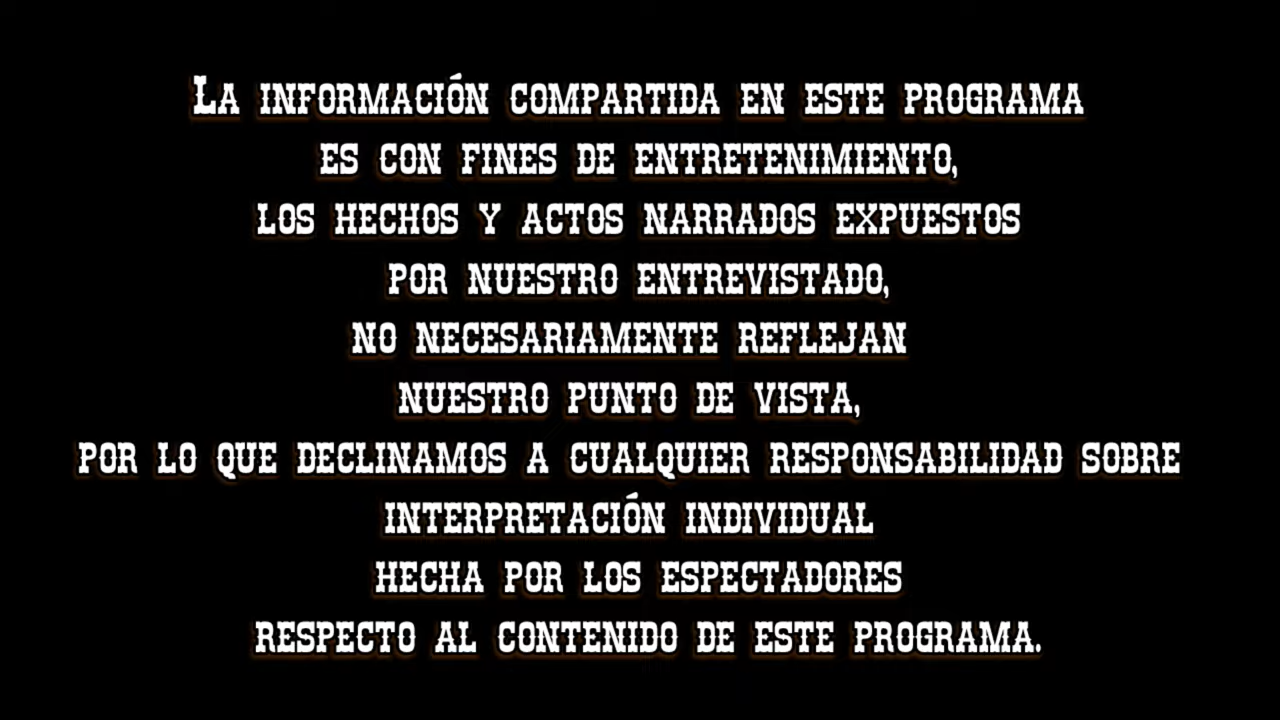 La información compartida en este programa
es con fines de entretenimiento,
los hechos y actos narrados expuestos
por nuestro entrevistado,
no necesariamente reflejan
nuestro punto de vista,
por lo que declinamos a cualquier responsabilidad sobre
interpretación individual
hecha por los espectadores
respecto al contenido de este programa.